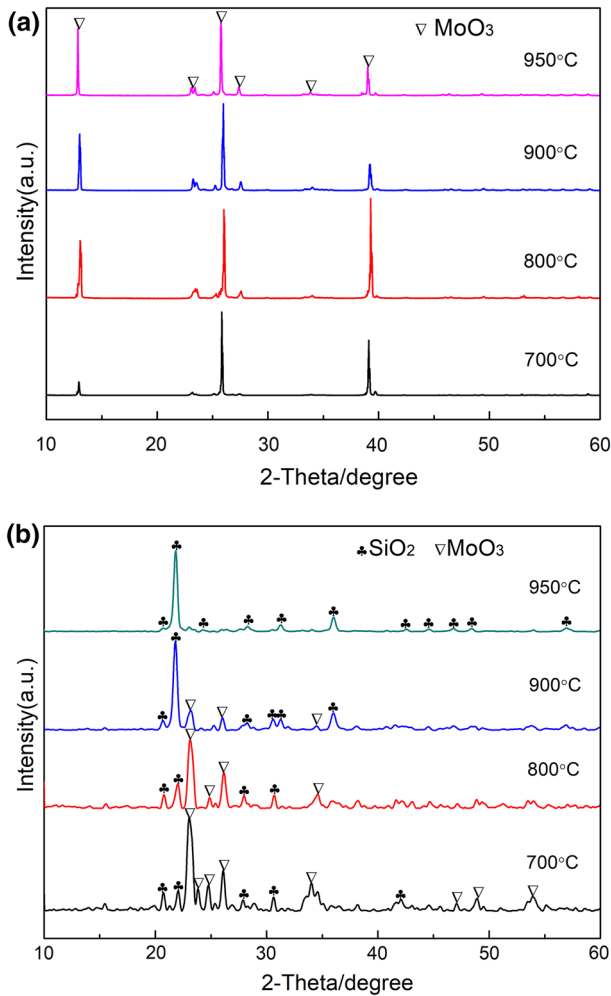 (a)
▽ MoO₃
950°C
900°C
800°C
700°C
Intensity(a.u.)
10 20 30 40 50 60
2-Theta/degree
(b)
♣SiO₂ ▽MoO₃
950°C
900°C
800°C
700°C
Intensity(a.u.)
10 20 30 40 50 60
2-Theta/degree